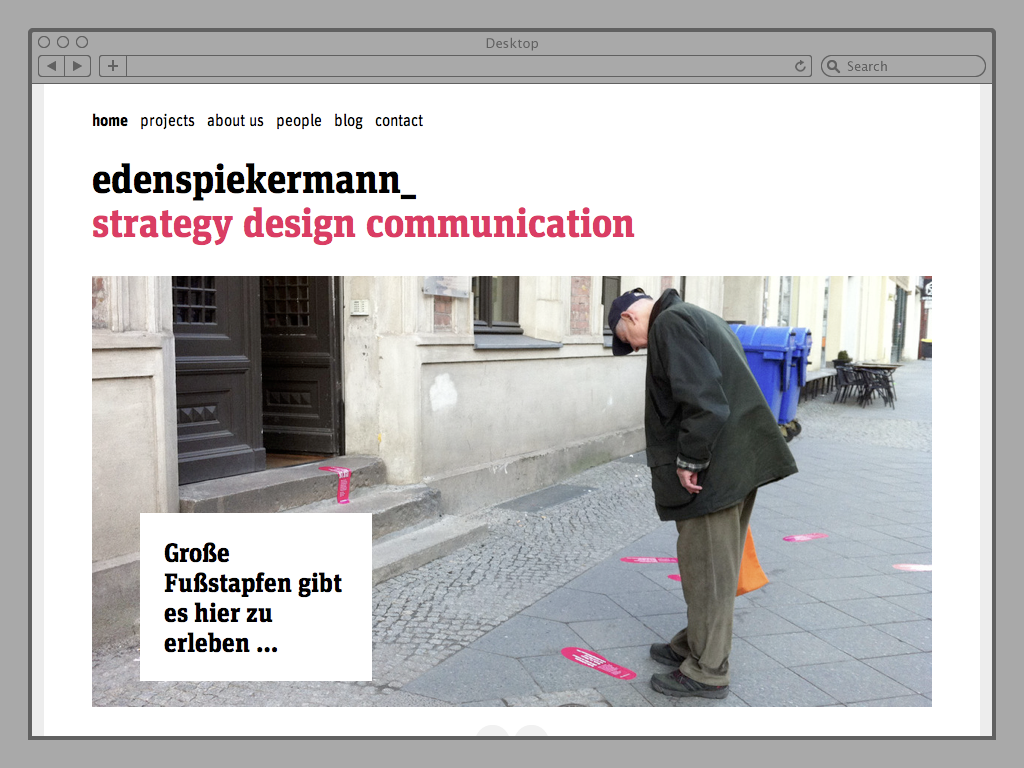 Desktop
Search
home projects about us people blog contact
edenspiekermann_
strategy design communication
Große
Fußstapfen gibt
es hier zu
erleben ...